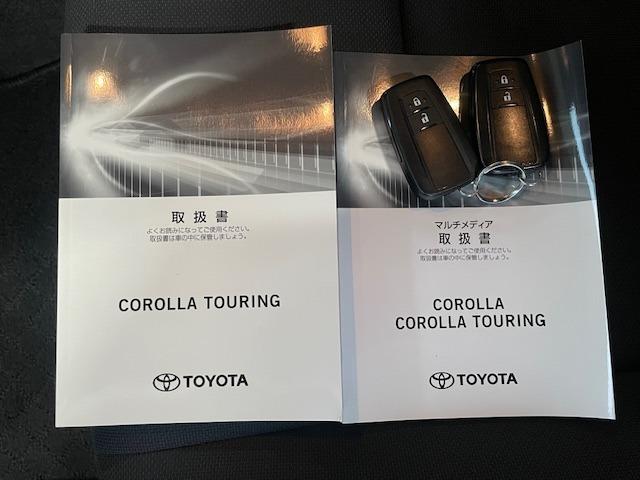 取扱書
よくお読みになってご使用ください。
取扱書は車の中に保管しましょう。
COROLLA TOURING
TOYOTA
マルチメディア
取扱書
よくお読みになってご使用ください。
取扱書は車の中に保管しましょう。
COROLLA
COROLLA TOURING
TOYOTA